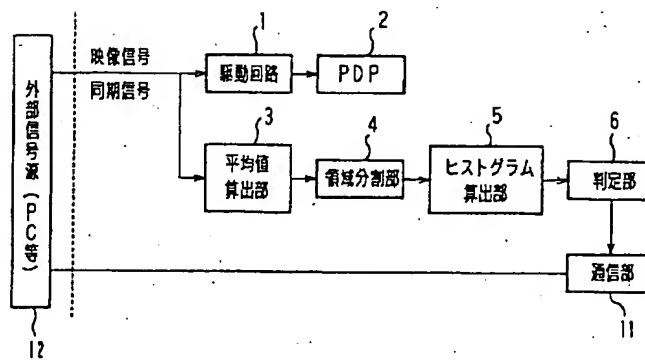 1
2
映像信号
駆動回路
PDP
同期信号
外部信号源(PC等)
3
4
5
6
平均値
算出部
領域分割部
ヒストグラム
算出部
判定部
通信部
12
11